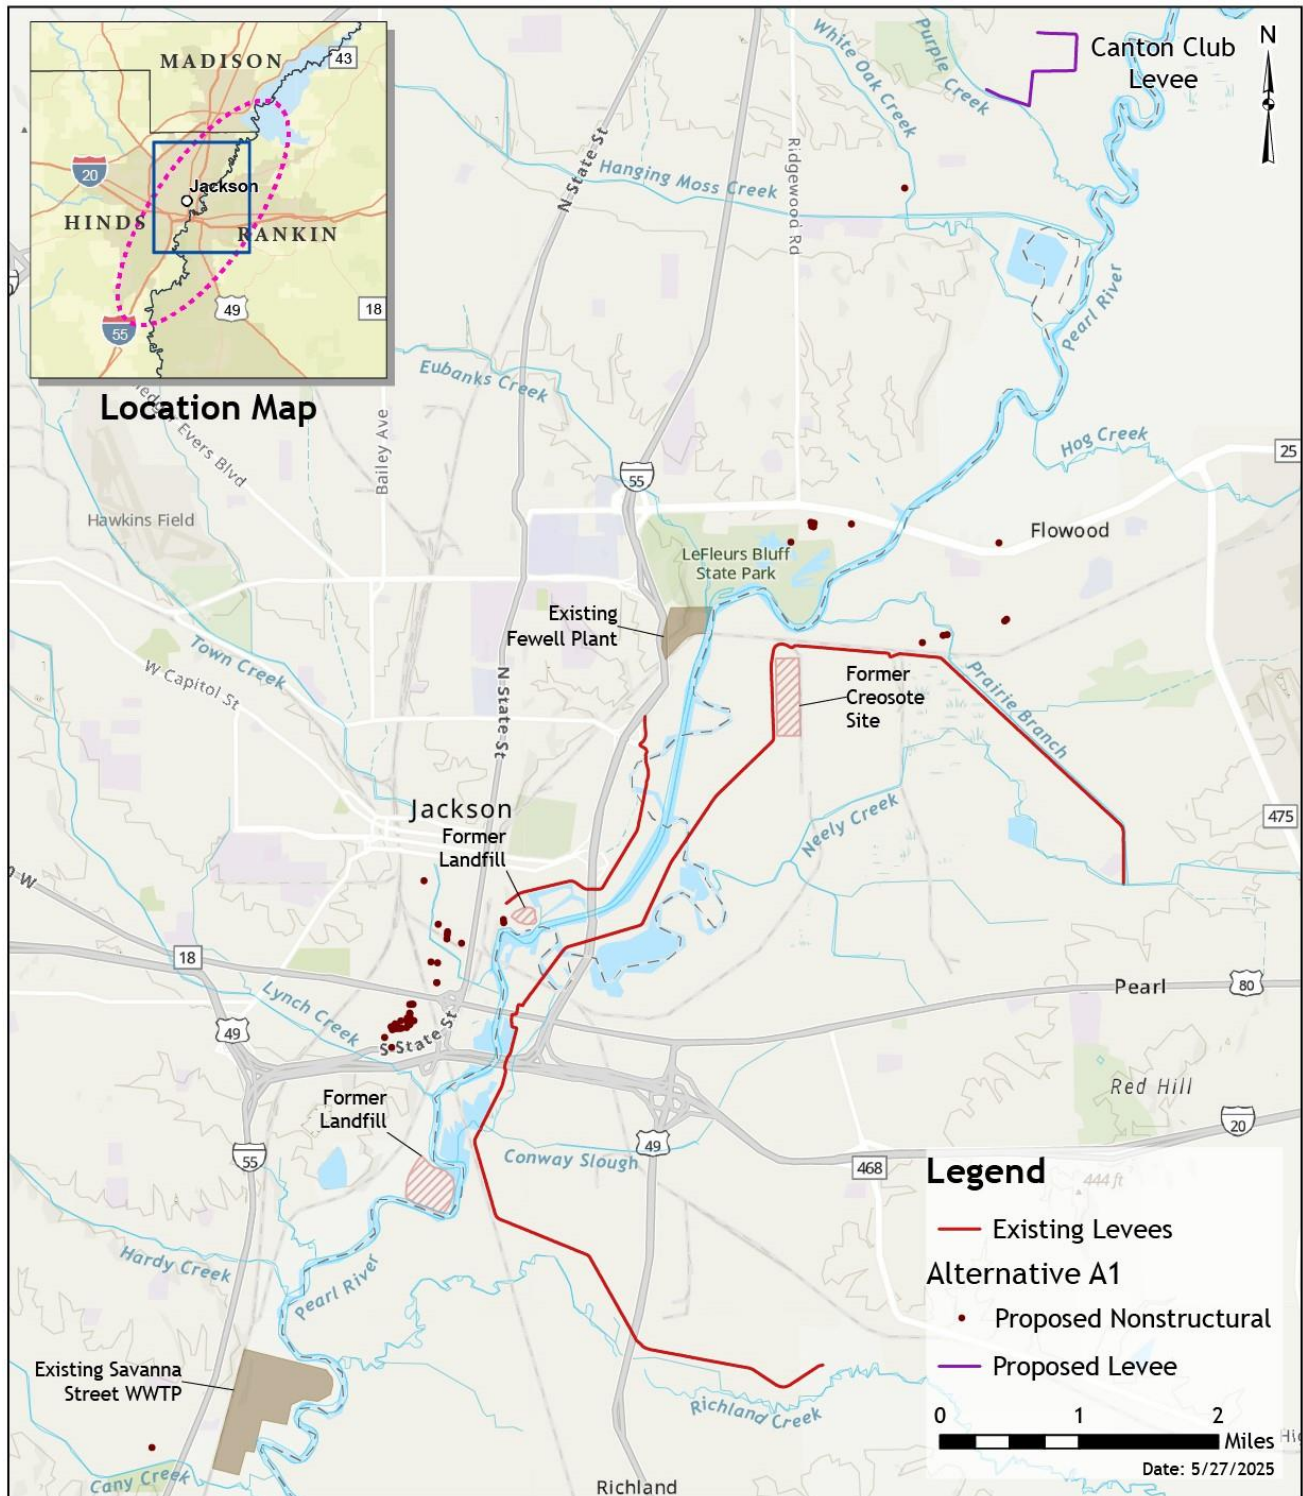 MADISON
43
20
Jackson
HINDS
RANKIN
49
18
55
Location Map
White Oak Creek
Purple Creek
Canton Club
Levee
N
N State St
Ridgewood Rd
Hanging Moss Creek
Pearl River
Eubanks Creek
Evers Blvd
Bailey Ave
Hog Creek
25
55
Hawkins Field
Flowood
LeFleurs Bluff
State Park
Existing
Fewell Plant
Town Creek
W Capitol St
N State St
Former
Creosote
Site
Prairie Branch
Neely Creek
475
Jackson
Former
Landfill
W
18
Lynch Creek
49
S State St
Pearl
80
Red Hill
Former
Landfill
55
Conway Slough
49
468
20
Legend
444 ft
Existing Levees
Alternative A1
Proposed Nonstructural
Proposed Levee
0 1 2
Miles
Date: 5/27/2025
Hardy Creek
Pearl River
Existing Savanna
Street WWTP
Richland Creek
Cany Creek
Richland